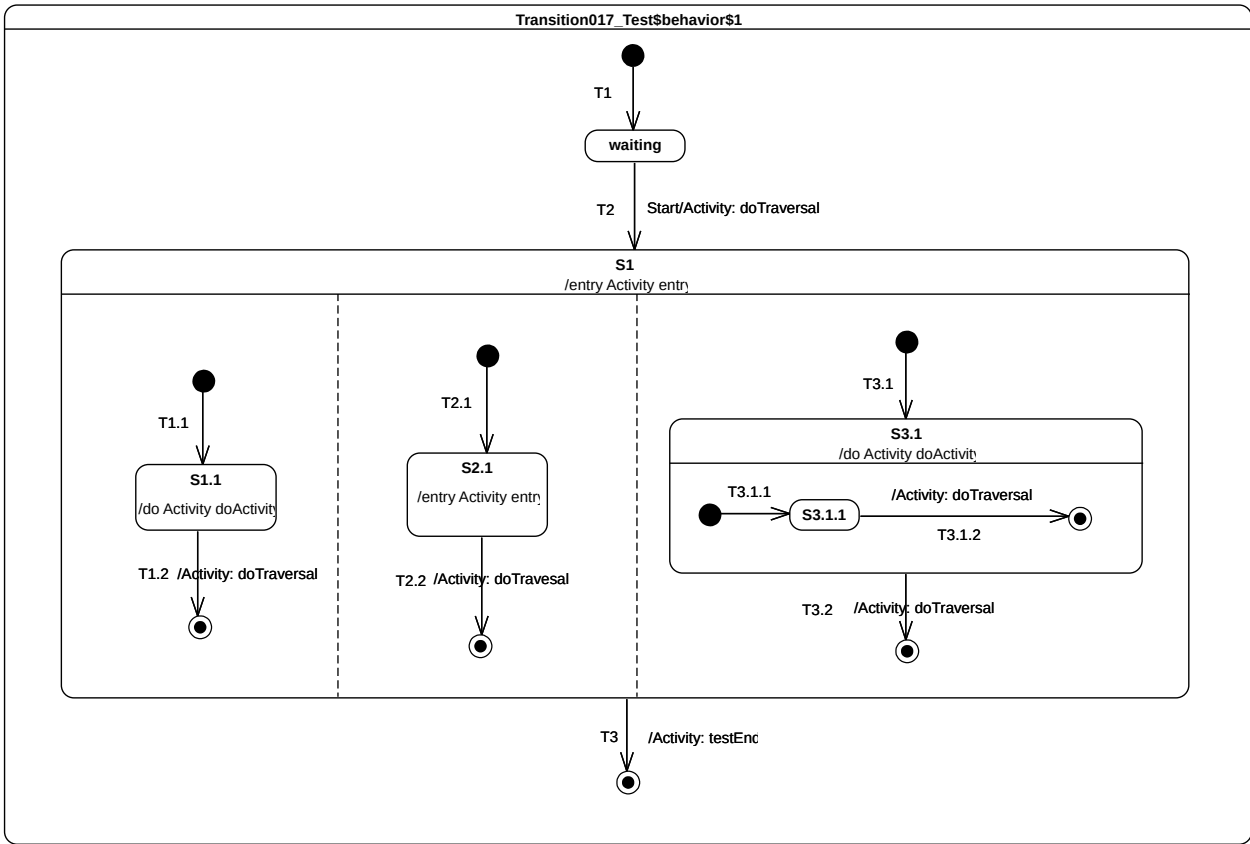 Transition017_Test$behavior$1
T1
waiting
T2
Start/Activity: doTraversal
S1
/entry Activity entry
T1.1
S1.1
/do Activity doActivity
T1.2 /Activity: doTraversal
T2.1
S2.1
/entry Activity entry
T2.2 /Activity: doTravesal
T3.1
S3.1
/do Activity doActivity
T3.1.1
S3.1.1
/Activity: doTraversal
T3.1.2
T3.2 /Activity: doTraversal
T3
/Activity: testEnd